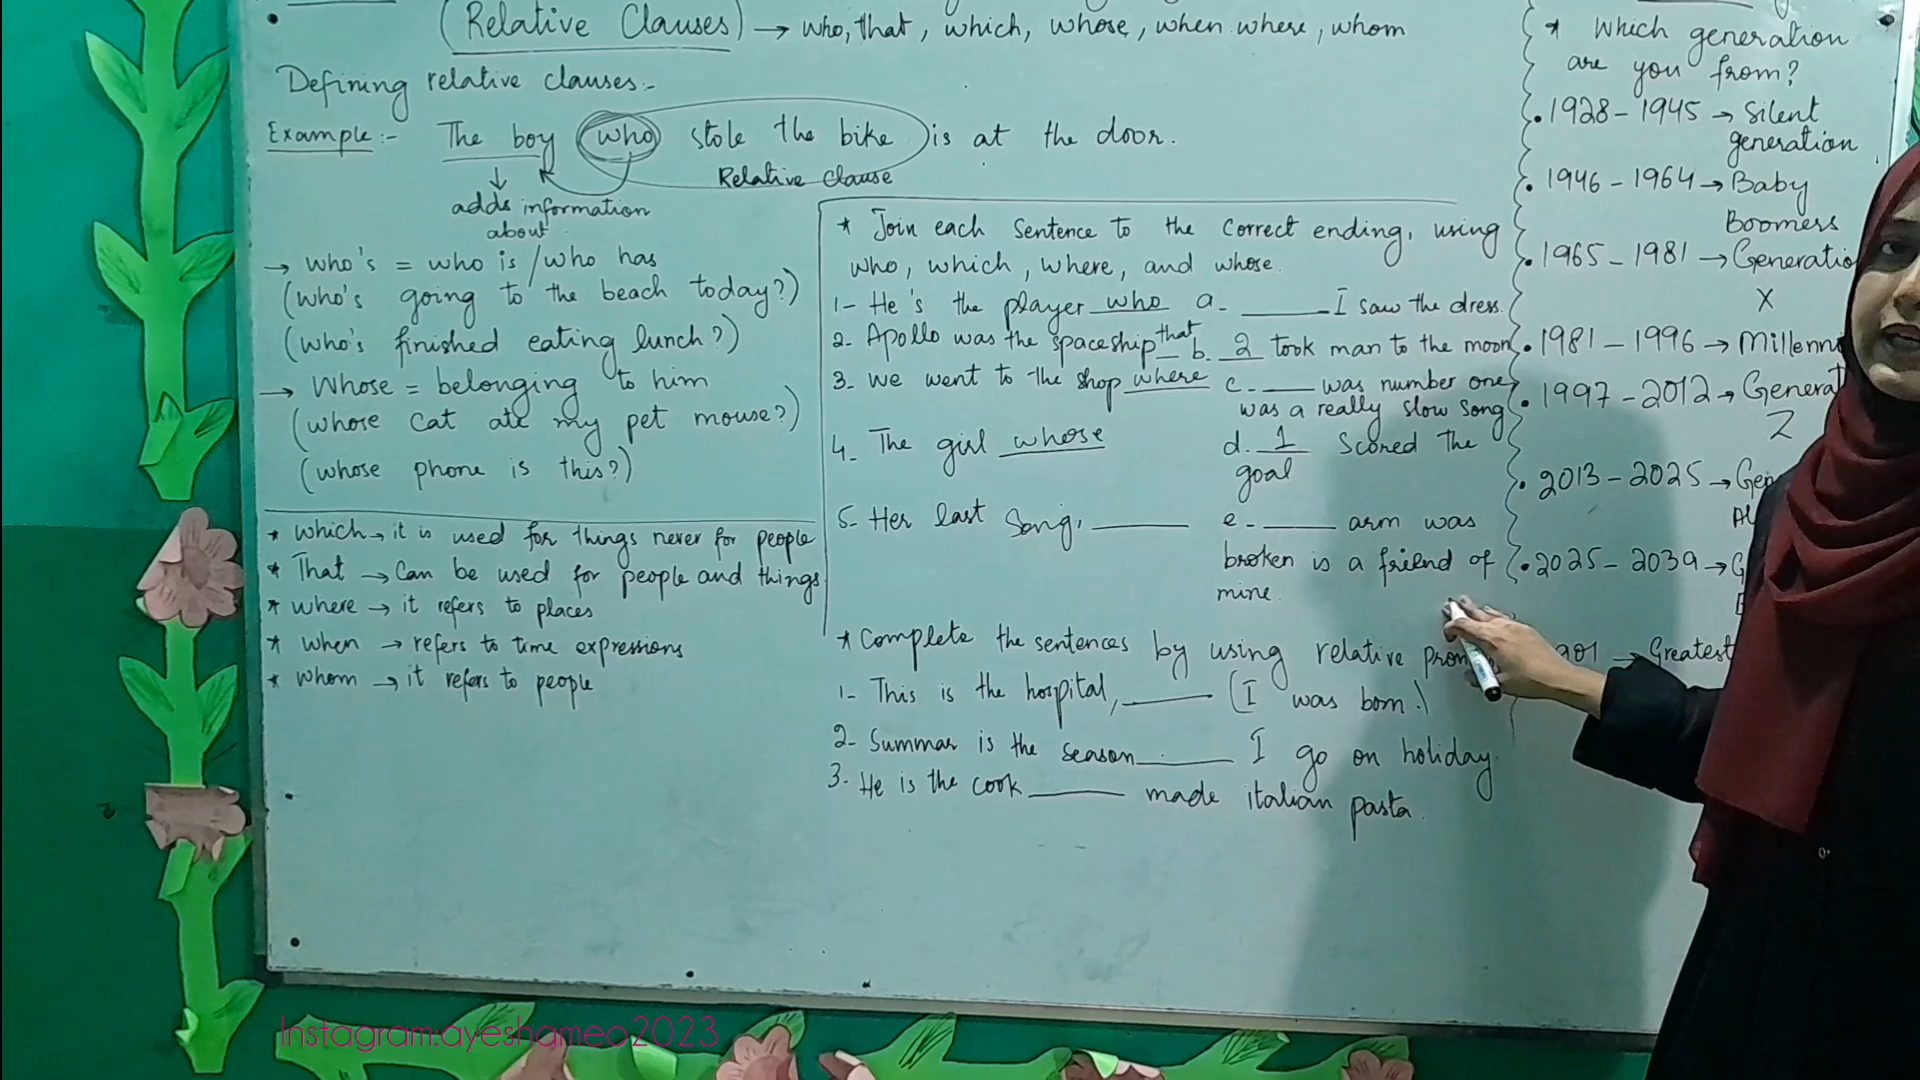 (Relative Clauses) → who, that, which, whose, when where, whom
Defining relative clauses:-
Example:- The boy who stole the bike is at the door.
Relative Clause
adds information
about
→ who's = who is / who has
(who's going to the beach today?)
(who's finished eating lunch?)
→ Whose = belonging to him
(whose cat ate my pet mouse?)
(whose phone is this?)
* which → it is used for things never for people
* That → Can be used for people and things.
* where → it refers to places
* when → refers to time expressions
* whom → it refers to people
* Join each sentence to the correct ending, using
who, which, where, and whose.
1- He's the player who a. ____ I saw the dress.
2. Apollo was the spaceship that b. 2 took man to the moon
3. we went to the shop where c. ____ was number one
was a really slow song
4. The girl whose d. 1 scored the
goal
5. Her last song, ____ e. ____ arm was
broken is a friend of
mine.
* Complete the sentences by using relative
1- This is the hospital, ____ (I was born.)
2- Summar is the season ____ I go on holiday.
3. He is the cook ____ made italian pasta.
* Which generation
are you from?
. 1928 - 1945 → Silent
generation
. 1946 - 1964 → Baby
Boomers
. 1965 - 1981 → Generatio
X
. 1981 - 1996 → Millenn
. 1997 - 2012 → Generat
Z
. 2013 - 2025 → Gen
Al
. 2025 - 2039 → G
→ Greatest
Instagram:ayeshameo2023